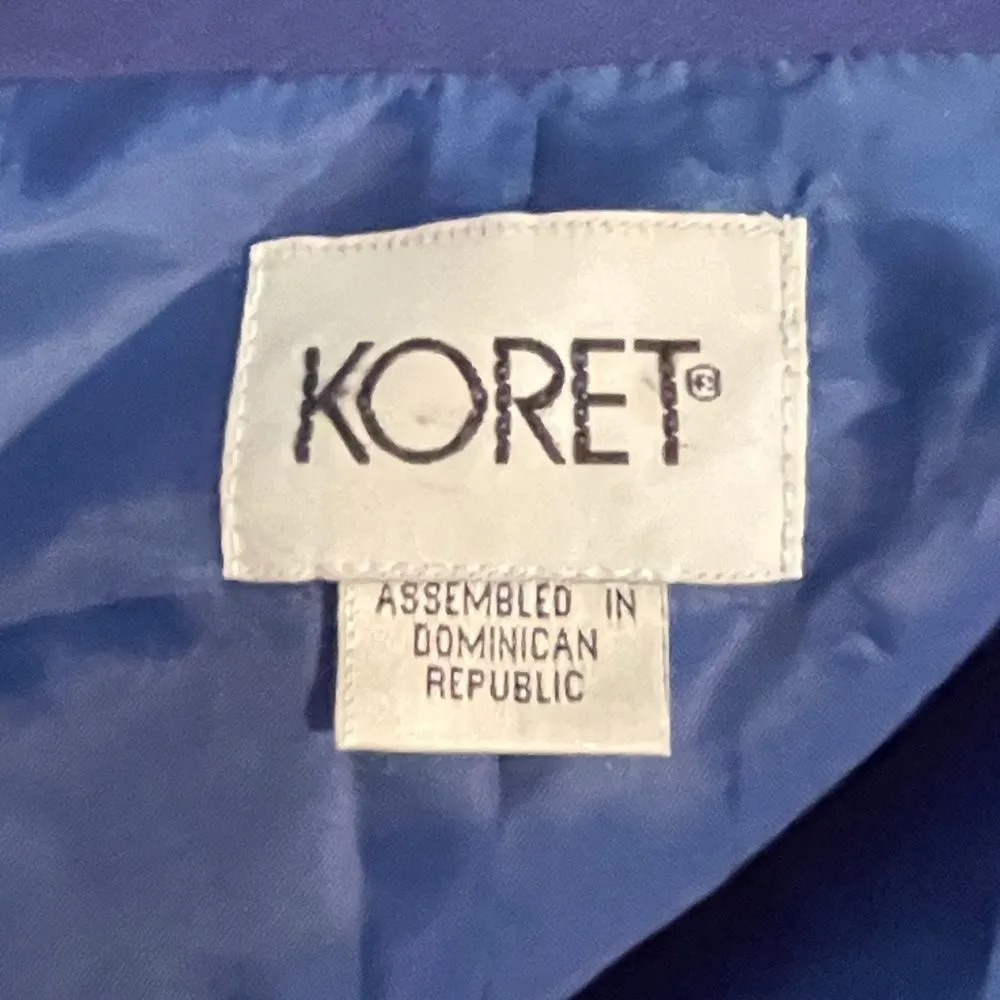 KORET®
ASSEMBLED IN
DOMINICAN
REPUBLIC